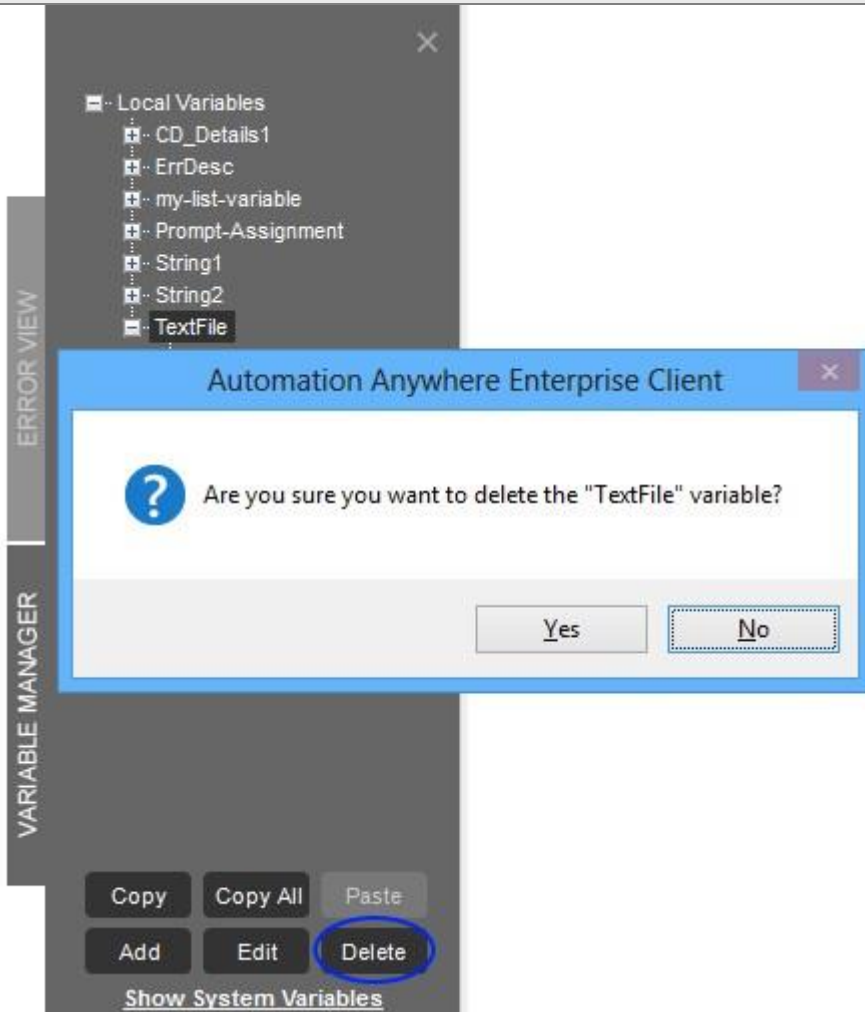 Local Variables
CD_Details1
ErrDesc
my-list-variable
Prompt-Assignment
String1
String2
TextFile
ERROR VIEW
VARIABLE MANAGER
Automation Anywhere Enterprise Client
Are you sure you want to delete the "TextFile" variable?
Yes No
Copy Copy All Paste
Add Edit Delete
Show System Variables